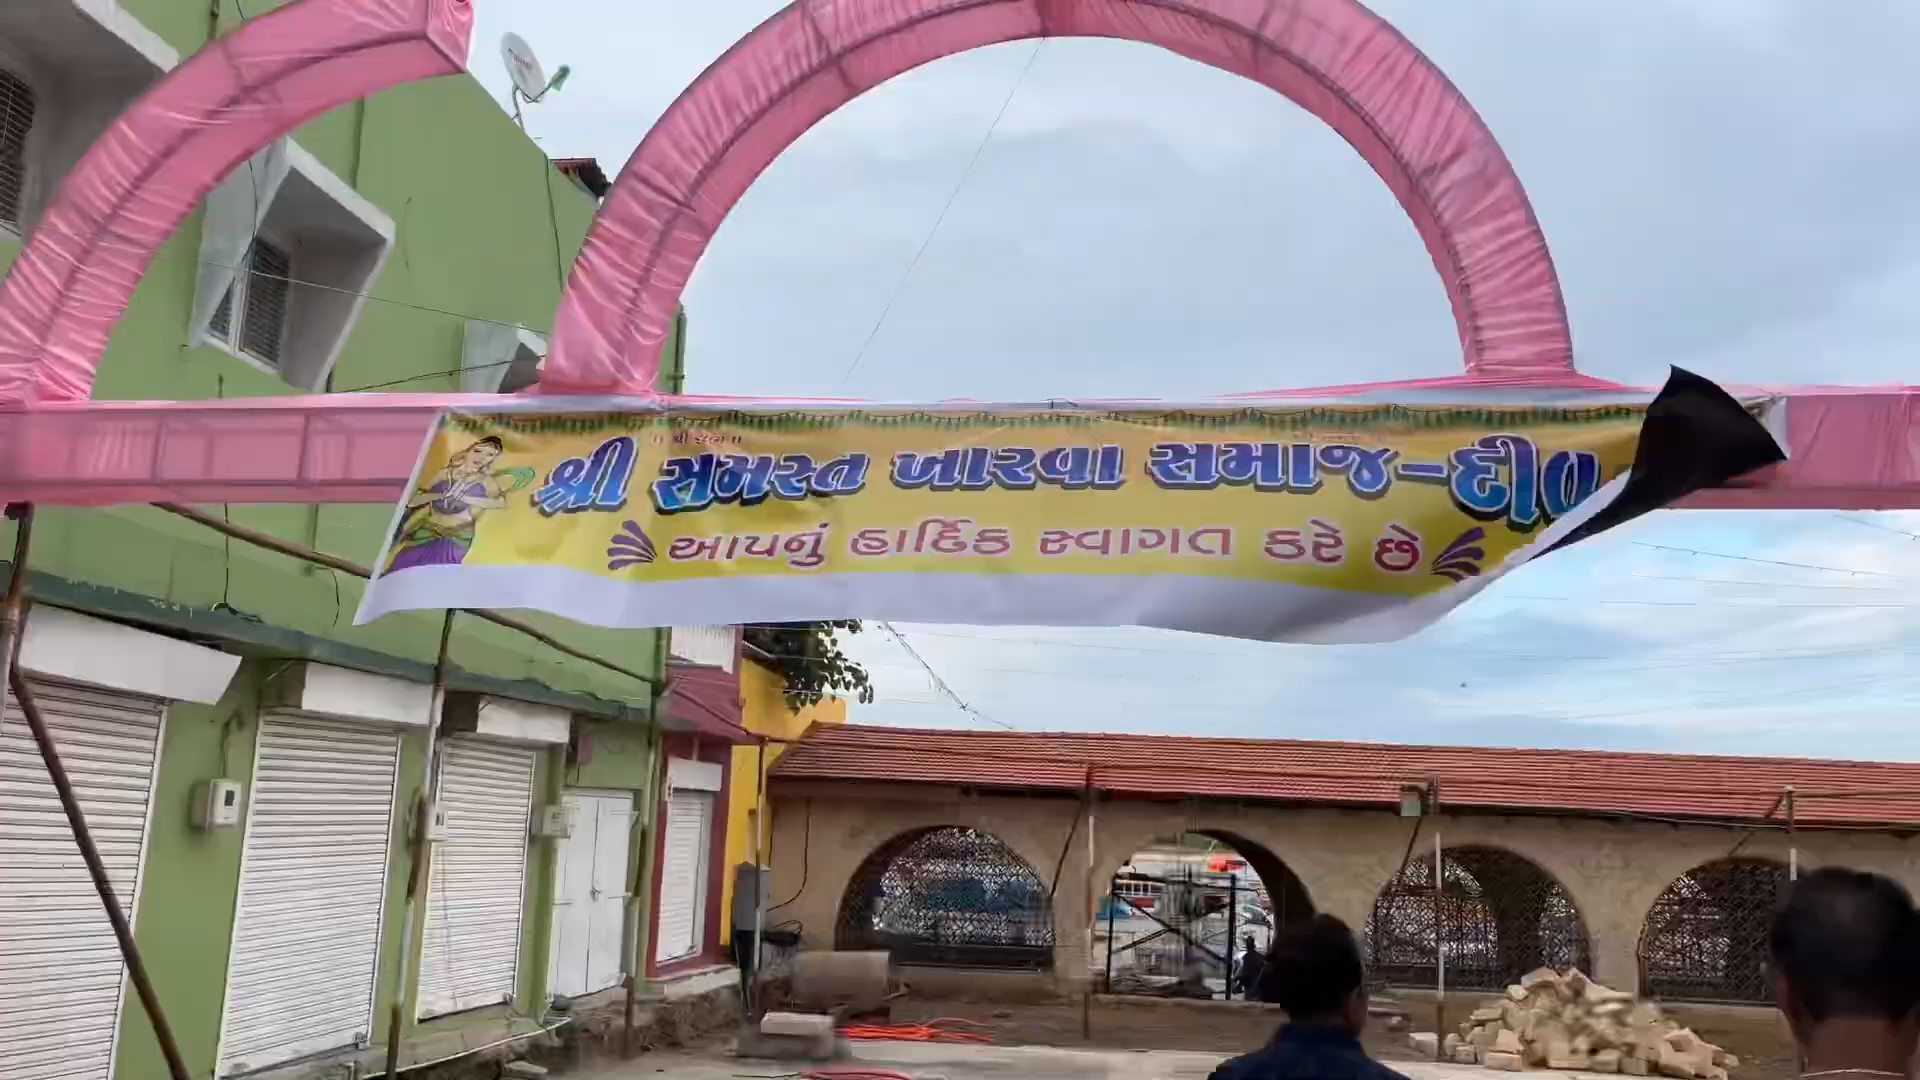 શ્રી સમસ્ત ખારવા સમાજ-દીવ
આપનું હાર્દિક સ્વાગત કરે છે